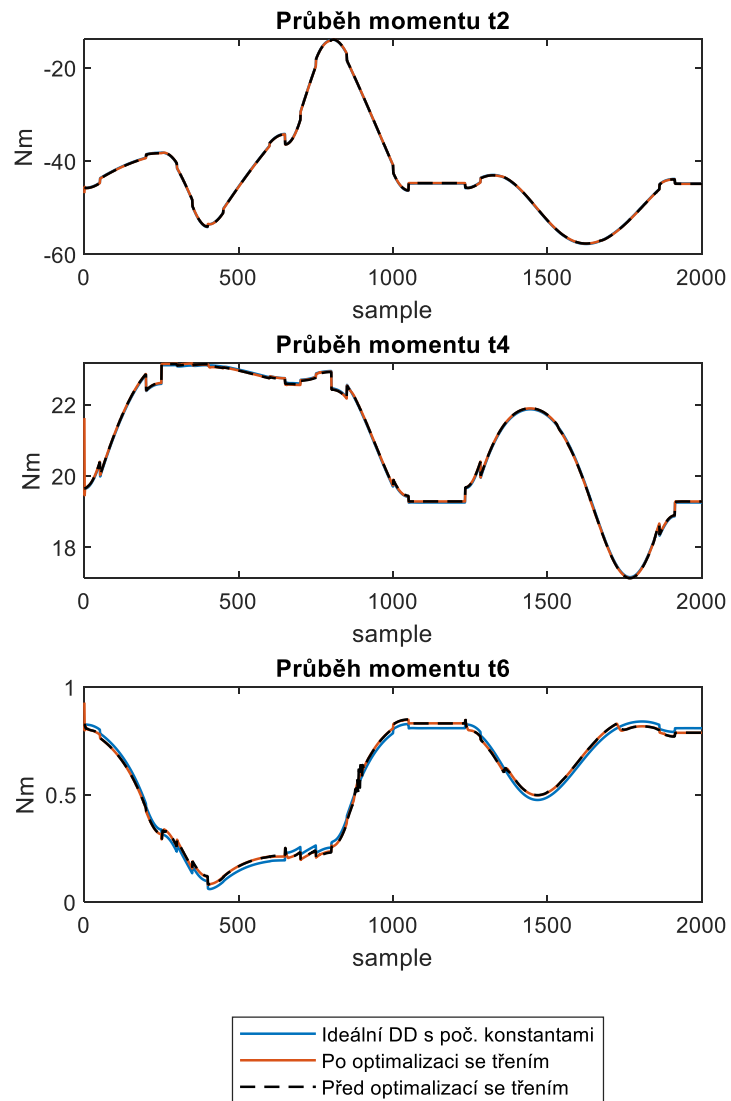 Průběh momentu t2
-20
-40
-60
Nm
0 500 1000 1500 2000
sample
Průběh momentu t4
22
20
18
Nm
0 500 1000 1500 2000
sample
Průběh momentu t6
1
0.5
0
Nm
0 500 1000 1500 2000
sample
Ideální DD s poč. konstantami
Po optimalizaci se třením
Před optimalizací se třením